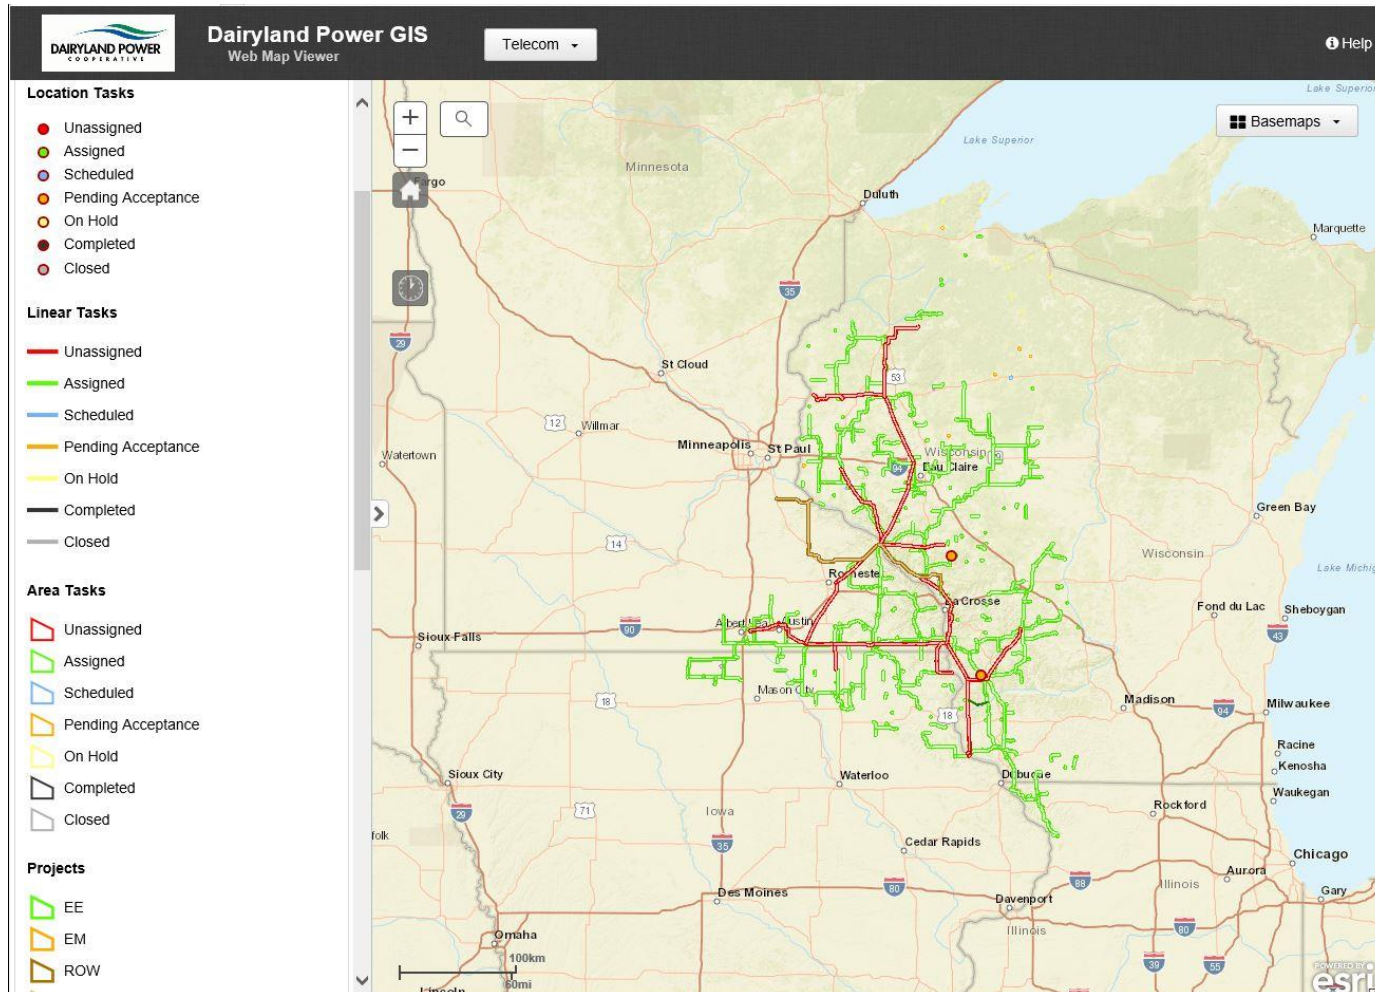 DAIRYLAND POWER
COOPERATIVE
Dairyland Power GIS
Web Map Viewer
Telecom
Help
Location Tasks
Unassigned
Assigned
Scheduled
Pending Acceptance
On Hold
Completed
Closed
Linear Tasks
Unassigned
Assigned
Scheduled
Pending Acceptance
On Hold
Completed
Closed
Area Tasks
Unassigned
Assigned
Scheduled
Pending Acceptance
On Hold
Completed
Closed
Projects
EE
EM
ROW
+
−
Basemaps
Lake Superior
Lake Superior
Minnesota
Fargo
Duluth
Marquette
35
29
53
St Cloud
12
Willmar
Minneapolis
St Paul
Watertown
Wisconsin
94
Eau Claire
Green Bay
14
Wisconsin
Lake Michig
Rocheste
La Crosse
Fond du Lac
Sheboygan
43
Albert Lea
Austin
90
Sioux Falls
Mason City
18
18
Madison
94
Milwaukee
Racine
Kenosha
Waukegan
Sioux City
29
71
Waterloo
Dubuque
Rockford
Iowa
35
Cedar Rapids
Chicago
Aurora
Illinois
88
80
Des Moines
Davenport
Gary
Illinois
80
Omaha
100km
60mi
39
55
Lincoln
POWERED BY
esri